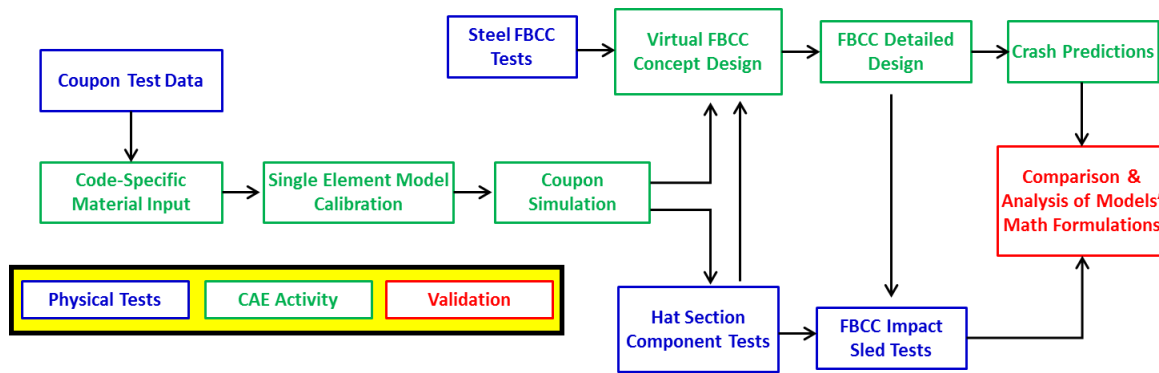 Steel FBCC
Tests
Virtual FBCC
Concept Design
FBCC Detailed
Design
Crash Predictions
Coupon Test Data
Code-Specific
Material Input
Single Element Model
Calibration
Coupon
Simulation
Comparison &
Analysis of Models'
Math Formulations
Physical Tests
CAE Activity
Validation
Hat Section
Component Tests
FBCC Impact
Sled Tests